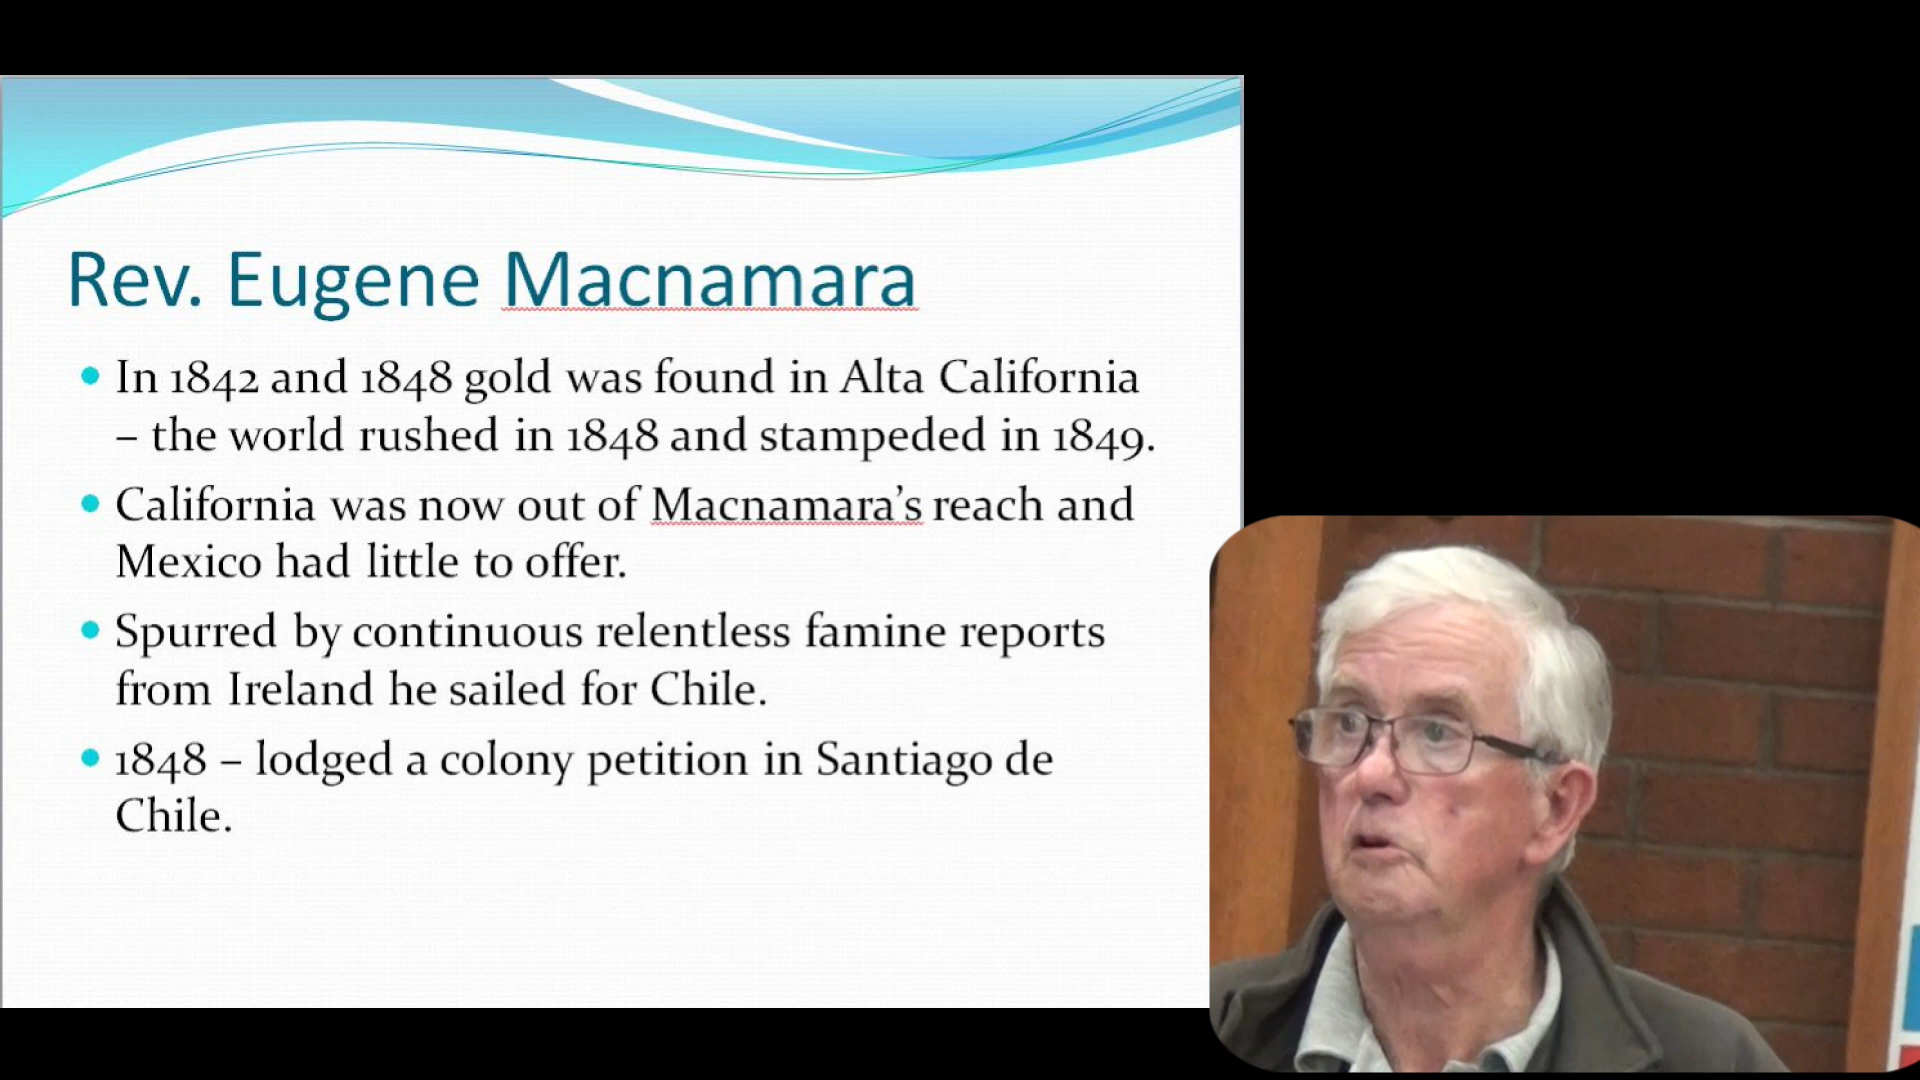 Rev. Eugene Macnamara
In 1842 and 1848 gold was found in Alta California
– the world rushed in 1848 and stampeded in 1849.
California was now out of Macnamara’s reach and
Mexico had little to offer.
Spurred by continuous relentless famine reports
from Ireland he sailed for Chile.
1848 – lodged a colony petition in Santiago de
Chile.